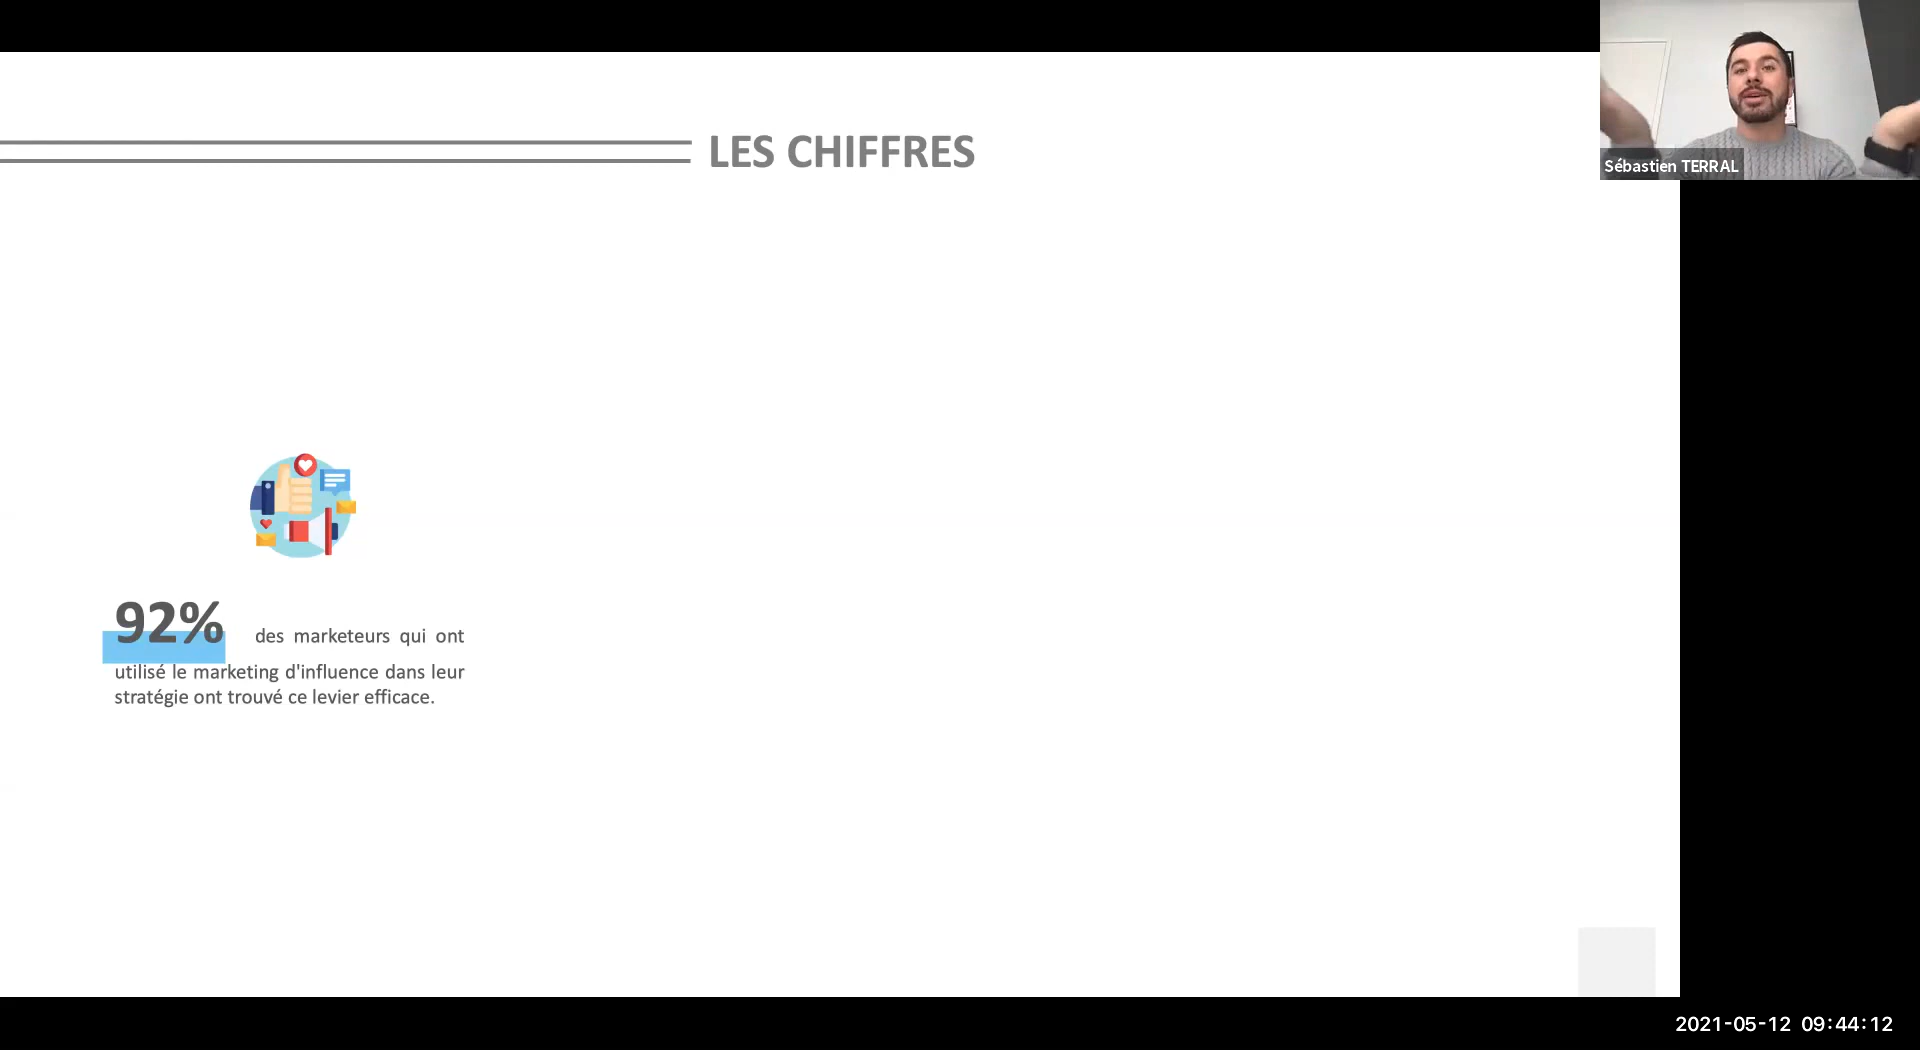 LES CHIFFRES
Sébastien TERRAL
92% des marketeurs qui ont
utilisé le marketing d'influence dans leur
stratégie ont trouvé ce levier efficace.
2021-05-12 09:44:12